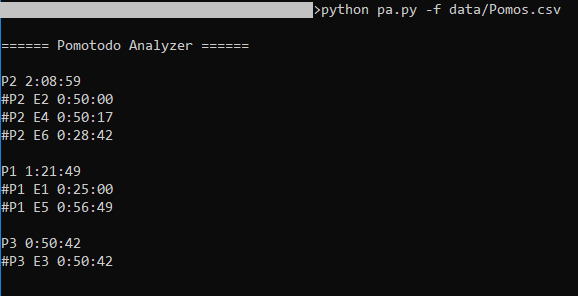 >python pa.py -f data/Pomos.csv
====== Pomotodo Analyzer ======
P2 2:08:59
#P2 E2 0:50:00
#P2 E4 0:50:17
#P2 E6 0:28:42
P1 1:21:49
#P1 E1 0:25:00
#P1 E5 0:56:49
P3 0:50:42
#P3 E3 0:50:42